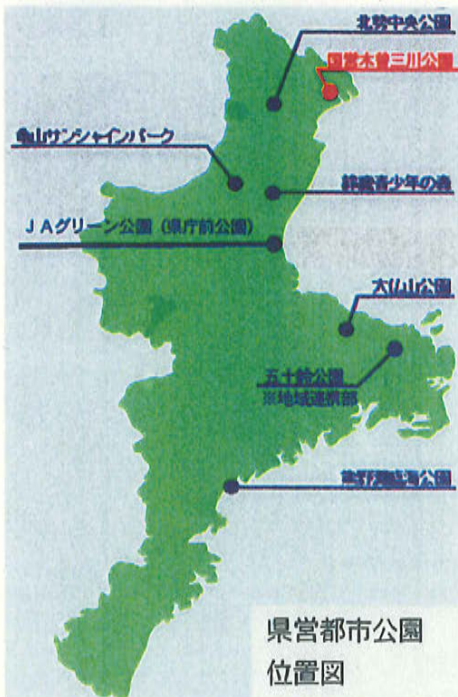 北勢中央公園
国営木曽三川公園
亀山サンシャインパーク
鈴鹿青少年の森
JAグリーン公園(県庁前公園)
大仏山公園
五十鈴公園
※地域連携部
熊野灘臨海公園
県営都市公園
位置図